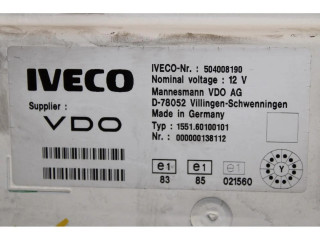 IVECO
Supplier :
VDO
IVECO-Nr. : 504008190
Nominal voltage : 12 V
Mannesmann VDO AG
D-78052 Villingen-Schwenningen
Made in Germany
Typ : 1551.60100101
Nr. : 000000138112
e1 e1
83 85 021560
Y